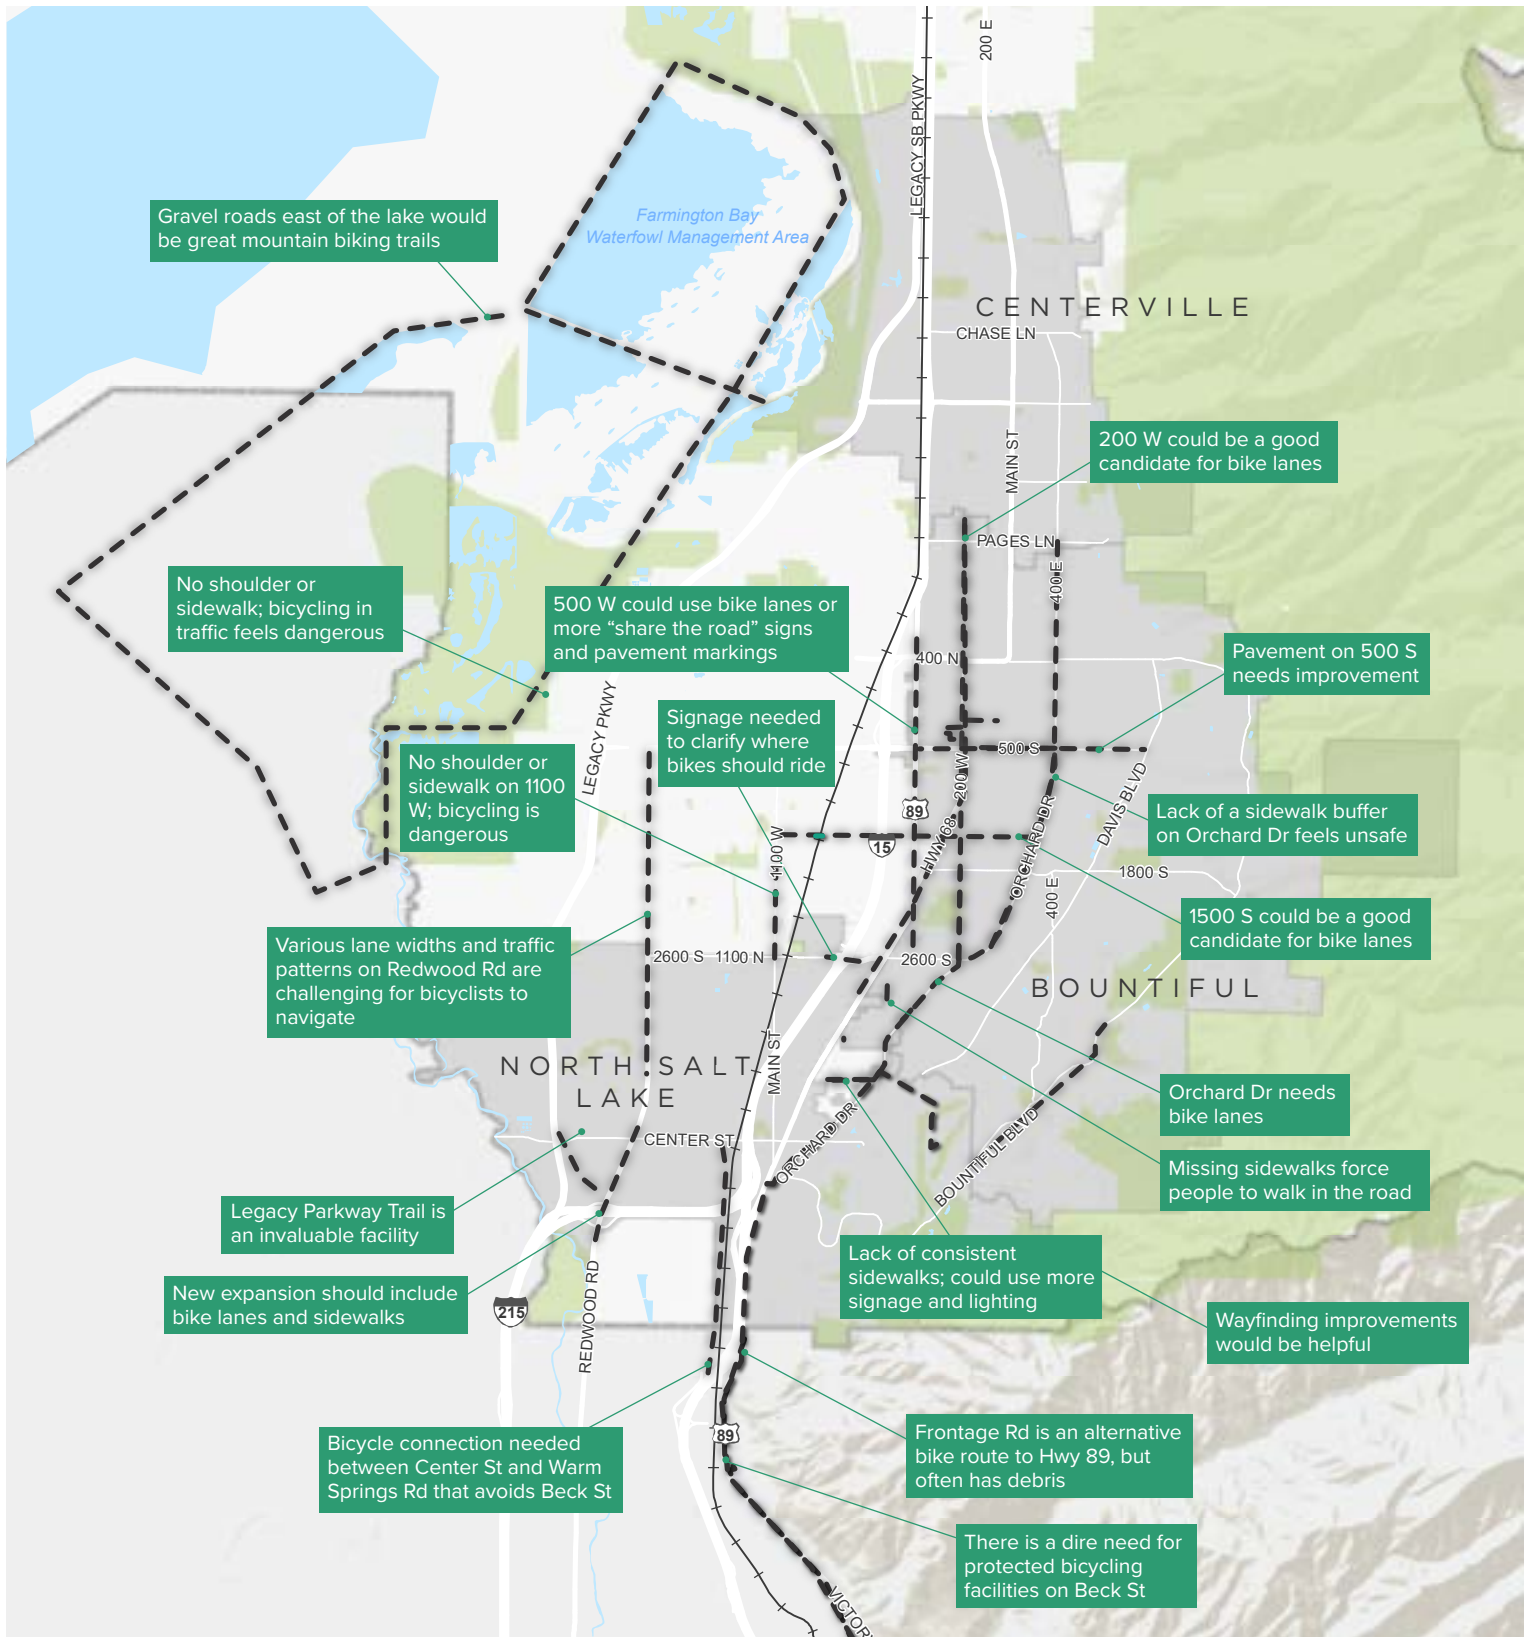 200 E
LEGACY SB PKWY
Gravel roads east of the lake would
be great mountain biking trails
Farmington Bay
Waterfowl Management Area
CENTERVILLE
CHASE LN
MAIN ST
200 W could be a good
candidate for bike lanes
PAGES LN
400 E
No shoulder or
sidewalk; bicycling in
traffic feels dangerous
500 W could use bike lanes or
more “share the road” signs
and pavement markings
400 N
Pavement on 500 S
needs improvement
LEGACY PKWY
Signage needed
to clarify where
bikes should ride
500 S
200 W
No shoulder or
sidewalk on 1100
W; bicycling is
dangerous
89
15
HWY 68
ORCHARD DR
DAVIS BLVD
Lack of a sidewalk buffer
on Orchard Dr feels unsafe
1100 W
1800 S
400 E
1500 S could be a good
candidate for bike lanes
Various lane widths and traffic
patterns on Redwood Rd are
challenging for bicyclists to
navigate
2600 S
1100 N
2600 S
BOUNTIFUL
NORTH SALT
LAKE
MAIN ST
Orchard Dr needs
bike lanes
CENTER ST
ORCHARD DR
BOUNTIFUL BLVD
Missing sidewalks force
people to walk in the road
Legacy Parkway Trail is
an invaluable facility
Lack of consistent
sidewalks; could use more
signage and lighting
New expansion should include
bike lanes and sidewalks
215
REDWOOD RD
Wayfinding improvements
would be helpful
Bicycle connection needed
between Center St and Warm
Springs Rd that avoids Beck St
89
Frontage Rd is an alternative
bike route to Hwy 89, but
often has debris
There is a dire need for
protected bicycling
facilities on Beck St
VICTORY